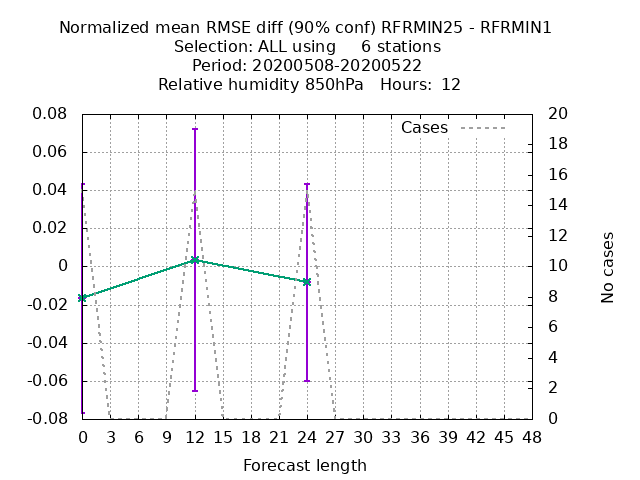 Normalized mean RMSE diff (90% conf) RFRMIN25 - RFRMIN1
Selection: ALL using 6 stations
Period: 20200508-20200522
Relative humidity 850hPa Hours: 12
Cases
0.08
0.06
0.04
0.02
0
-0.02
-0.04
-0.06
-0.08
20
18
16
14
12
10
8
6
4
2
0
No cases
0 3 6 9 12 15 18 21 24 27 30 33 36 39 42 45 48
Forecast length